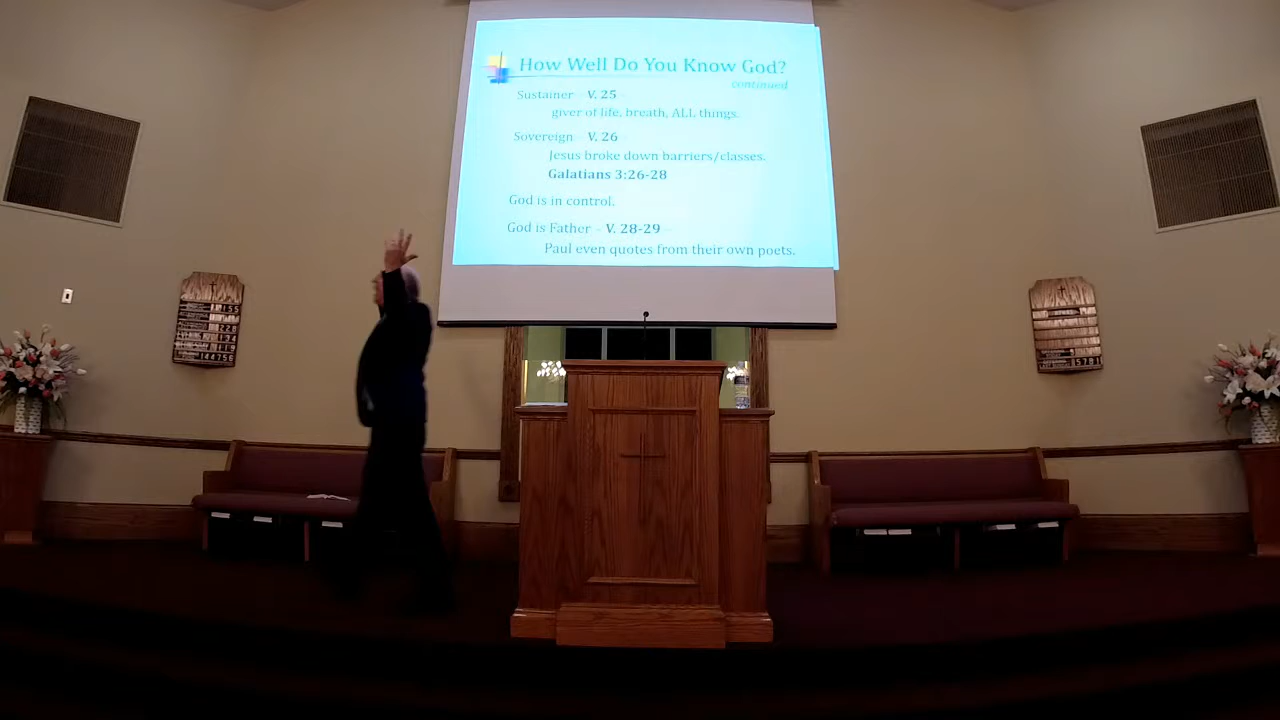 How Well Do You Know God?
continued
Sustainer – V. 25 –
giver of life, breath, ALL things.
Sovereign – V. 26
Jesus broke down barriers/classes.
Galatians 3:26-28
God is in control.
God is Father – V. 28-29 –
Paul even quotes from their own poets.